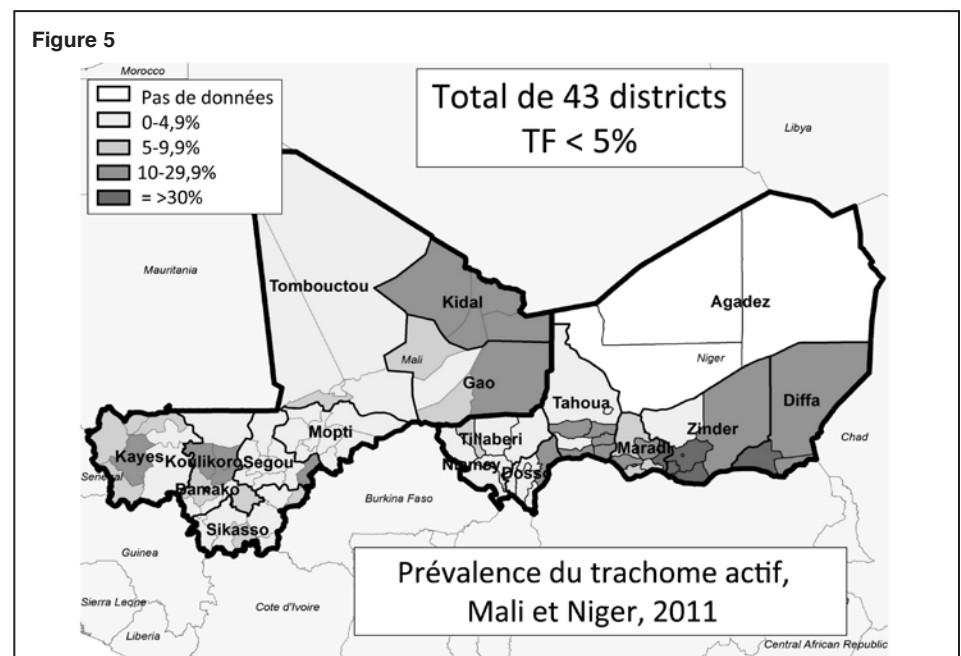 Figure 5
Morocco
Pas de données
0-4,9%
5-9,9%
10-29,9%
= >30%
Total de 43 districts
TF < 5%
Libya
Mauritania
Tombouctou
Kidal
Agadez
Mali
Niger
Gao
Tahoua
Diffa
Zinder
Mopti
Tillaberi
Maradi
Chad
Kayes
Koulikoro
Segou
Niamey
Dosso
Senegal
Bamako
Burkina Faso
Sikasso
Guinea
Prévalence du trachome actif,
Mali et Niger, 2011
Sierra Leone
Cote d'Ivoire
Liberia
Central African Republic